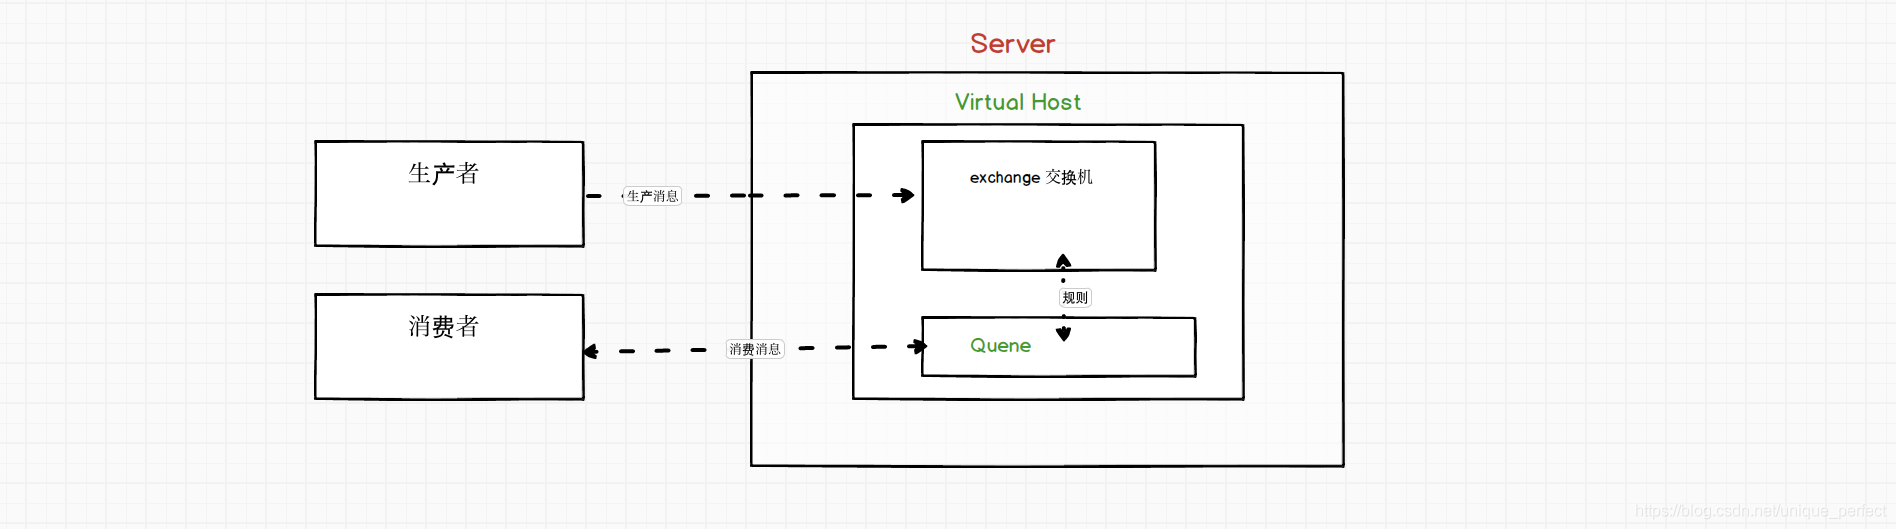 Server
Virtual Host
生产者
exchange 交换机
生产消息
规则
消费者
消费消息
Quene
https://blog.csdn.net/unique_perfect